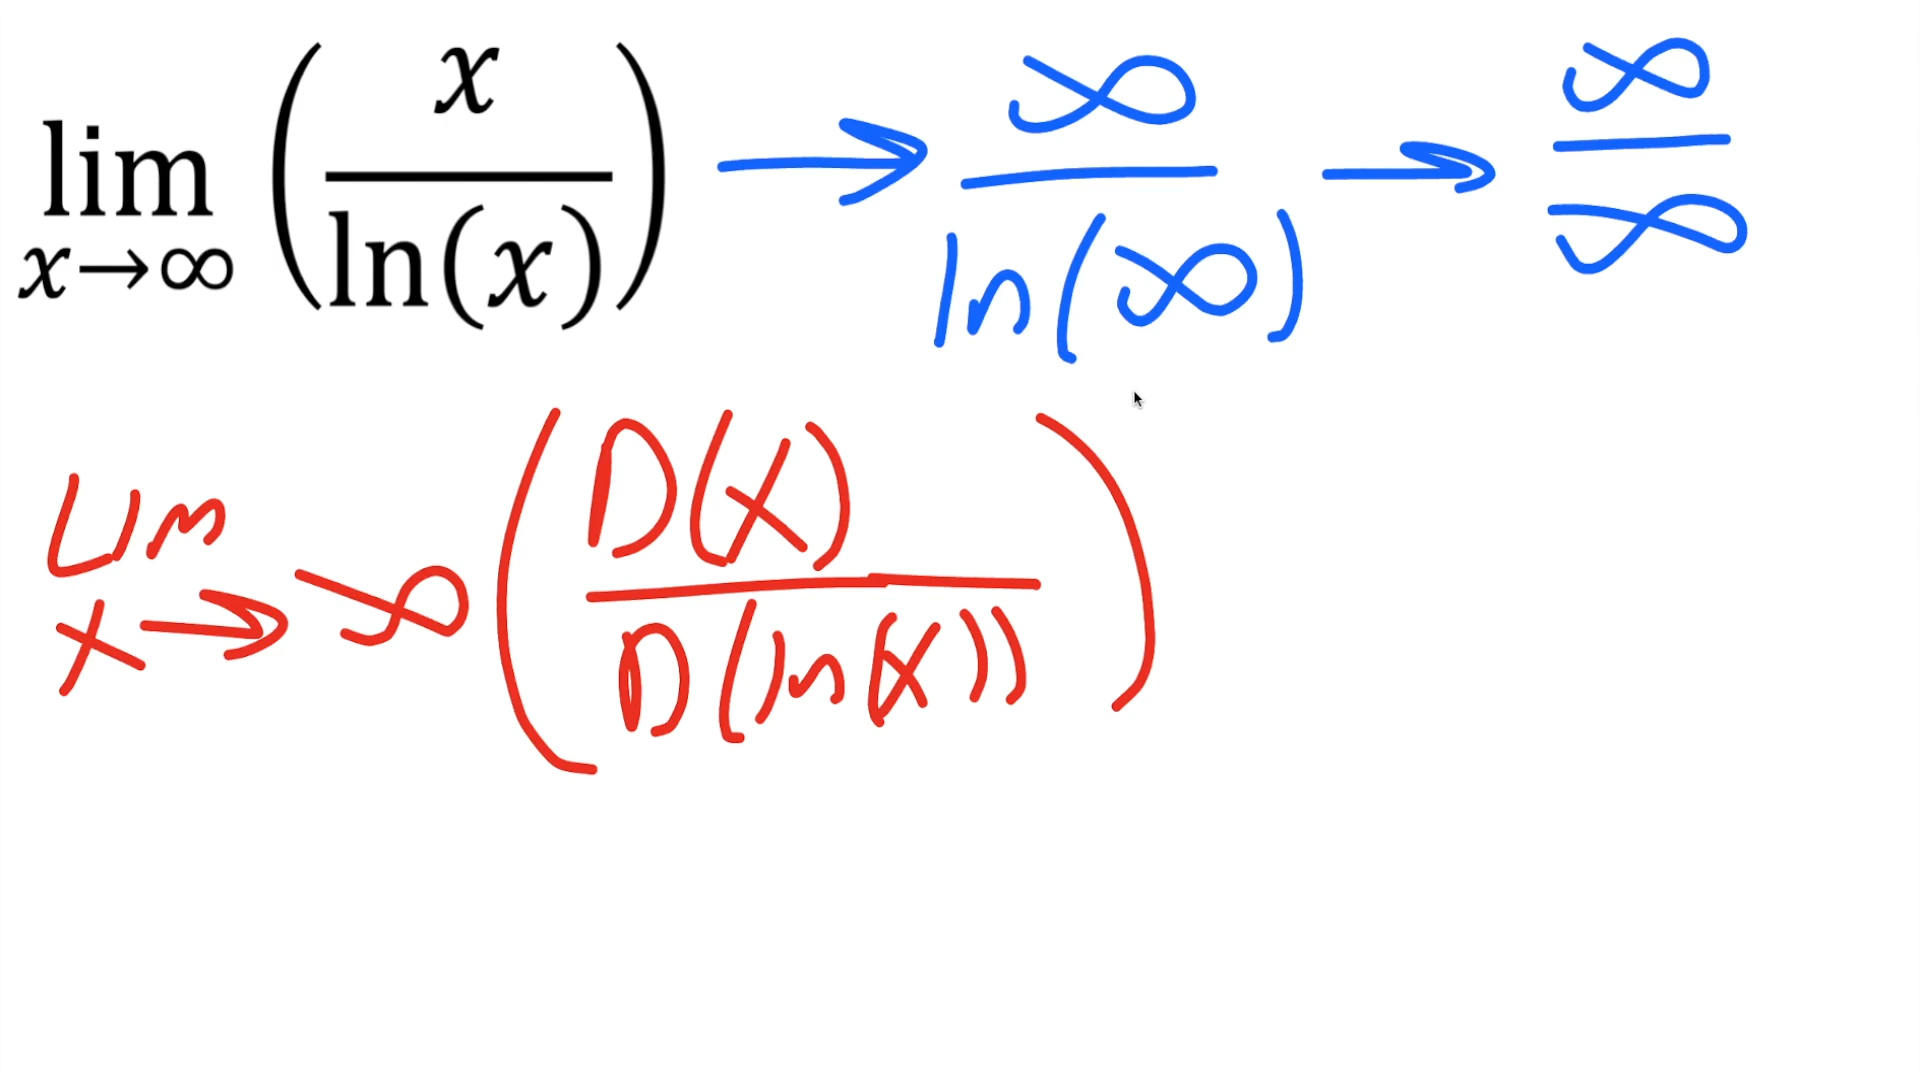 lim x→∞ (x / ln(x)) → ∞ / ln(∞) → ∞ / ∞
Lim x→∞ (D(x) / D(ln(x)))